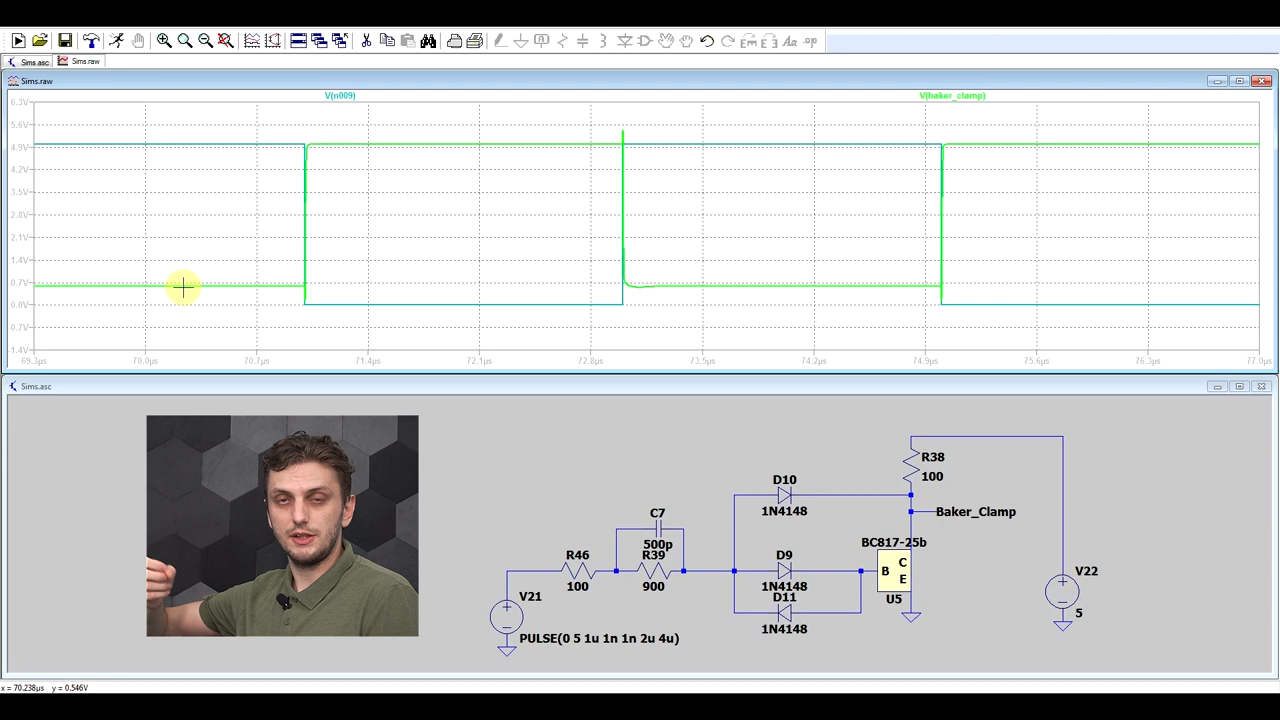 Sims.asc
Sims.raw
Sims.raw
V(n009)
V(baker_clamp)
6.3V
5.6V
4.9V
4.2V
3.5V
2.8V
2.1V
1.4V
0.7V
0.0V
-0.7V
-1.4V
69.3µs
70.0µs
70.7µs
71.4µs
72.1µs
72.8µs
73.5µs
74.2µs
74.9µs
75.6µs
76.3µs
77.0µs
Sims.asc
R38
100
D10
1N4148
Baker_Clamp
C7
500p
BC817-25b
R46
100
R39
900
D9
1N4148
B
C
E
U5
D11
1N4148
V21
PULSE(0 5 1u 1n 1n 2u 4u)
V22
5
x = 70.238µs y = 0.546V